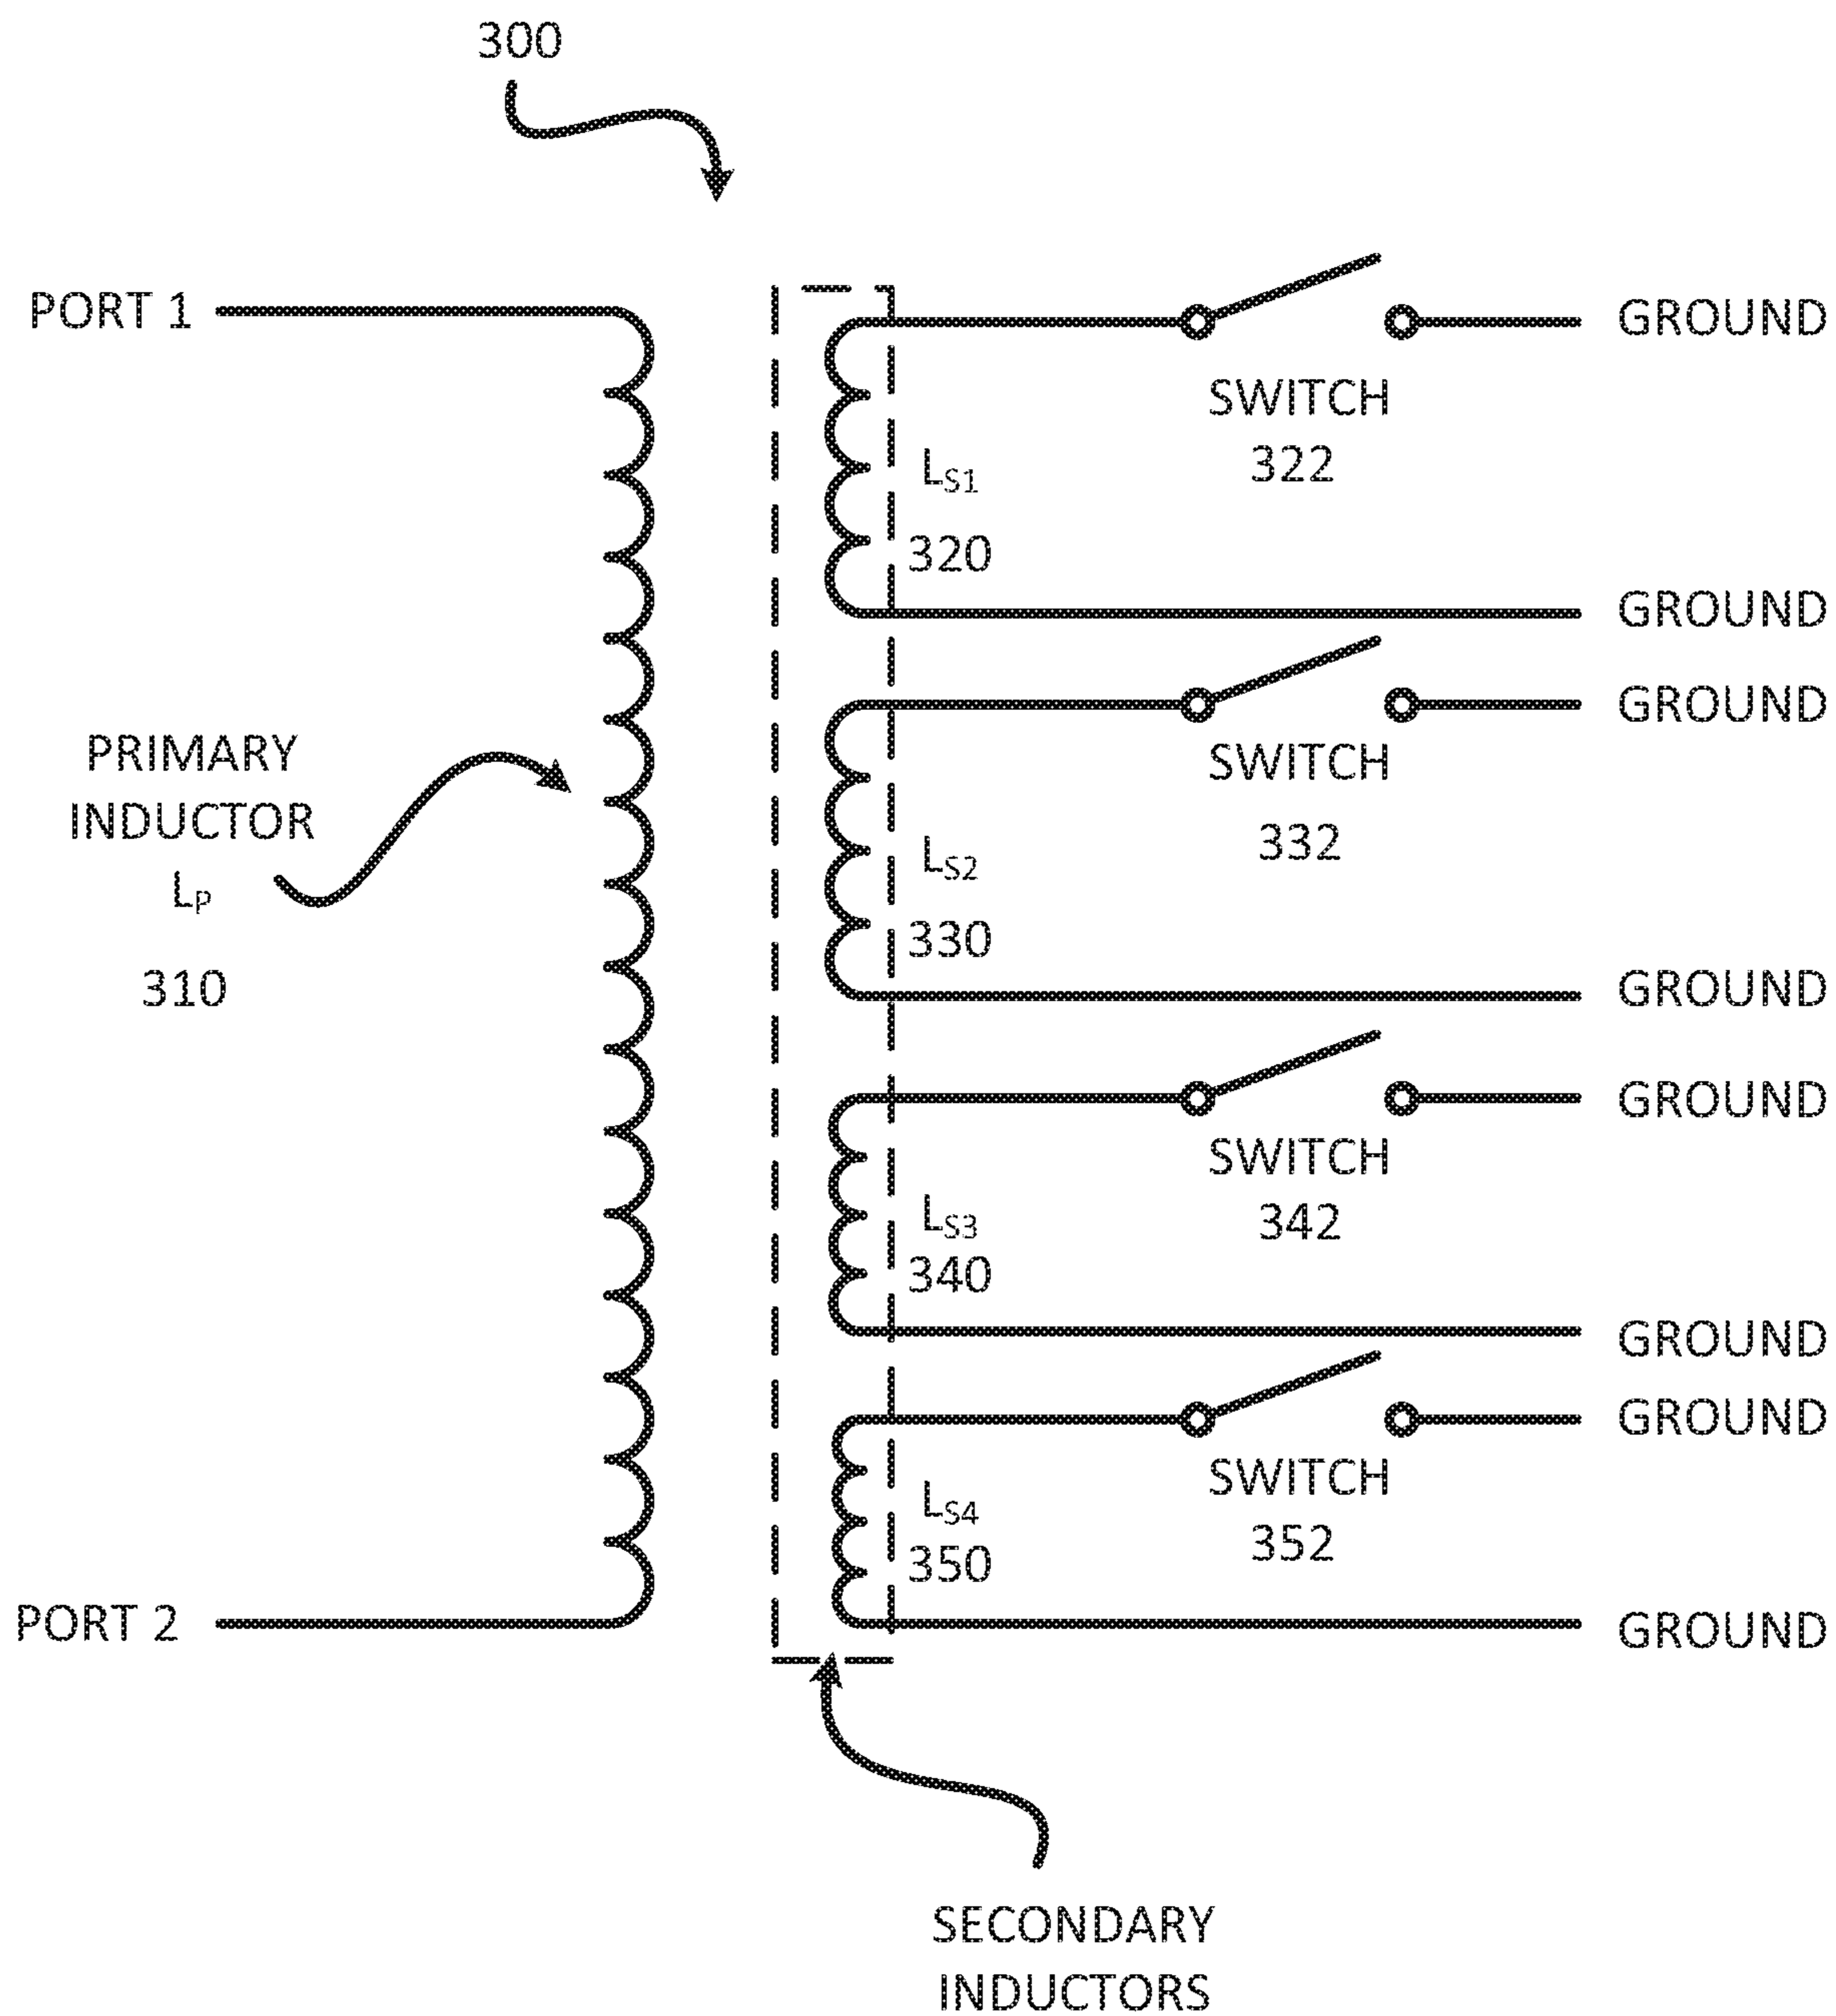 300
PORT 1
GROUND
SWITCH
322
LS1
320
GROUND
GROUND
SWITCH
332
PRIMARY
INDUCTOR
LP
310
LS2
330
GROUND
GROUND
SWITCH
342
LS3
340
GROUND
GROUND
SWITCH
352
LS4
350
PORT 2
GROUND
SECONDARY
INDUCTORS